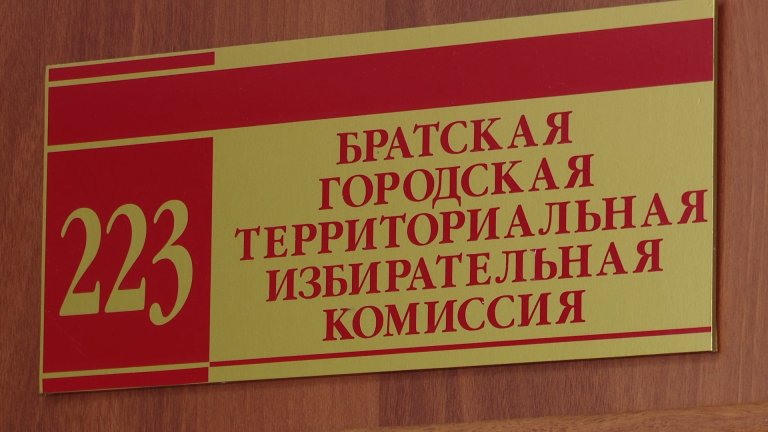 223
БРАТСКАЯ
ГОРОДСКАЯ
ТЕРРИТОРИАЛЬНАЯ
ИЗБИРАТЕЛЬНАЯ
КОМИССИЯ